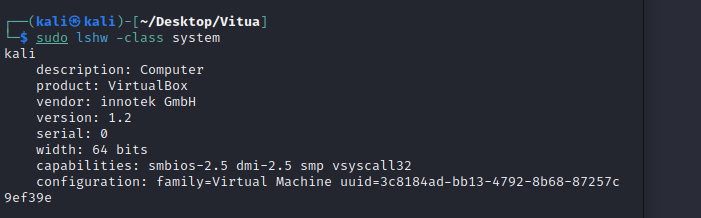 ┌──(kali㉿kali)-[~/Desktop/Vitua]
└─$ sudo lshw -class system
kali
    description: Computer
    product: VirtualBox
    vendor: innotek GmbH
    version: 1.2
    serial: 0
    width: 64 bits
    capabilities: smbios-2.5 dmi-2.5 smp vsyscall32
    configuration: family=Virtual Machine uuid=3c8184ad-bb13-4792-8b68-87257c
9ef39e